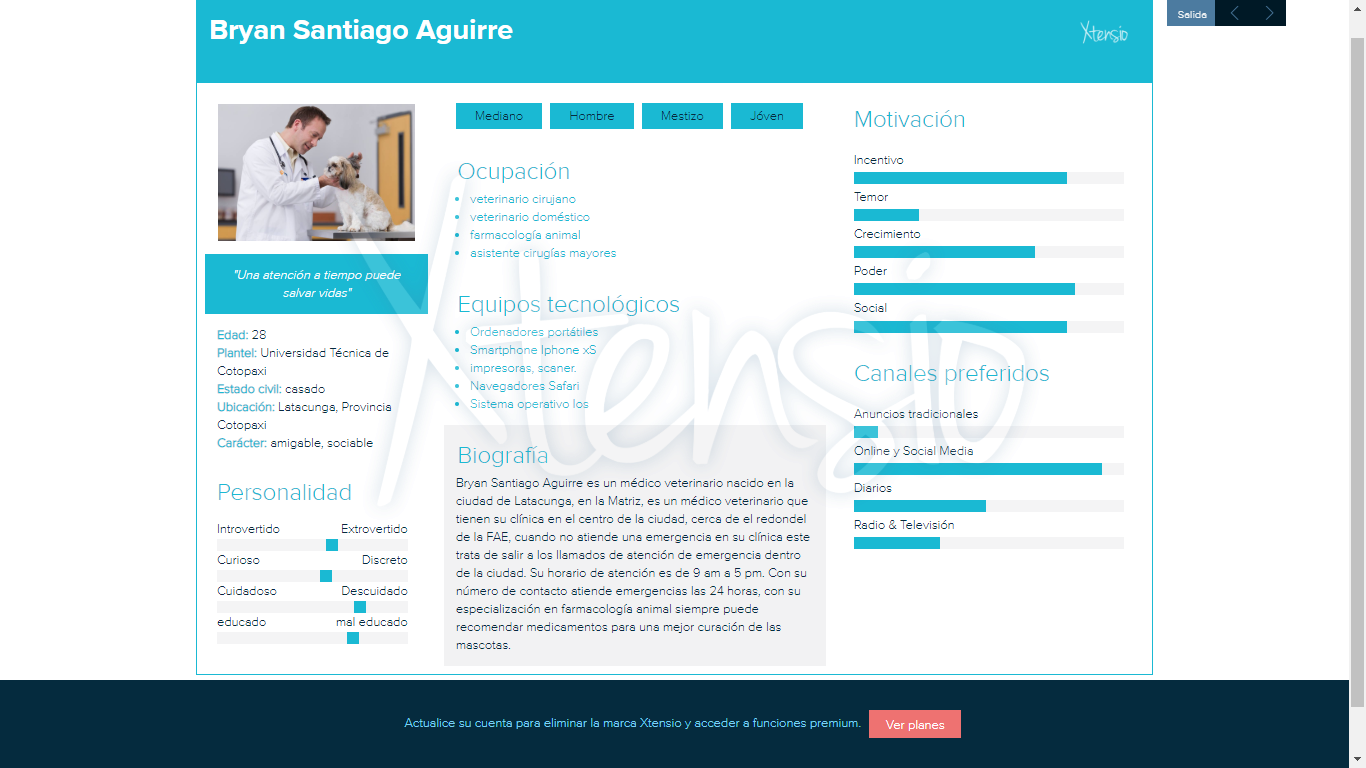 Bryan Santiago Aguirre
Xtensio
Salida
"Una atención a tiempo puede
salvar vidas"
Edad: 28
Plantel: Universidad Técnica de
Cotopaxi
Estado civil: casado
Ubicación: Latacunga, Provincia
Cotopaxi
Carácter: amigable, sociable
Personalidad
Introvertido Extrovertido
Curioso Discreto
Cuidadoso Descuidado
educado mal educado
Mediano Hombre Mestizo Jóven
Ocupación
veterinario cirujano
veterinario doméstico
farmacología animal
asistente cirugías mayores
Equipos tecnológicos
Ordenadores portátiles
Smartphone Iphone xS
impresoras, scaner.
Navegadores Safari
Sistema operativo Ios
Biografía
Bryan Santiago Aguirre es un médico veterinario nacido en la
ciudad de Latacunga, en la Matriz, es un médico veterinario que
tienen su clínica en el centro de la ciudad, cerca de el redondel
de la FAE, cuando no atiende una emergencia en su clínica este
trata de salir a los llamados de atención de emergencia dentro
de la ciudad. Su horario de atención es de 9 am a 5 pm. Con su
número de contacto atiende emergencias las 24 horas, con su
especialización en farmacología animal siempre puede
recomendar medicamentos para una mejor curación de las
mascotas.
Motivación
Incentivo
Temor
Crecimiento
Poder
Social
Canales preferidos
Anuncios tradicionales
Online y Social Media
Diarios
Radio & Televisión
Xtensio
Actualice su cuenta para eliminar la marca Xtensio y acceder a funciones premium. Ver planes